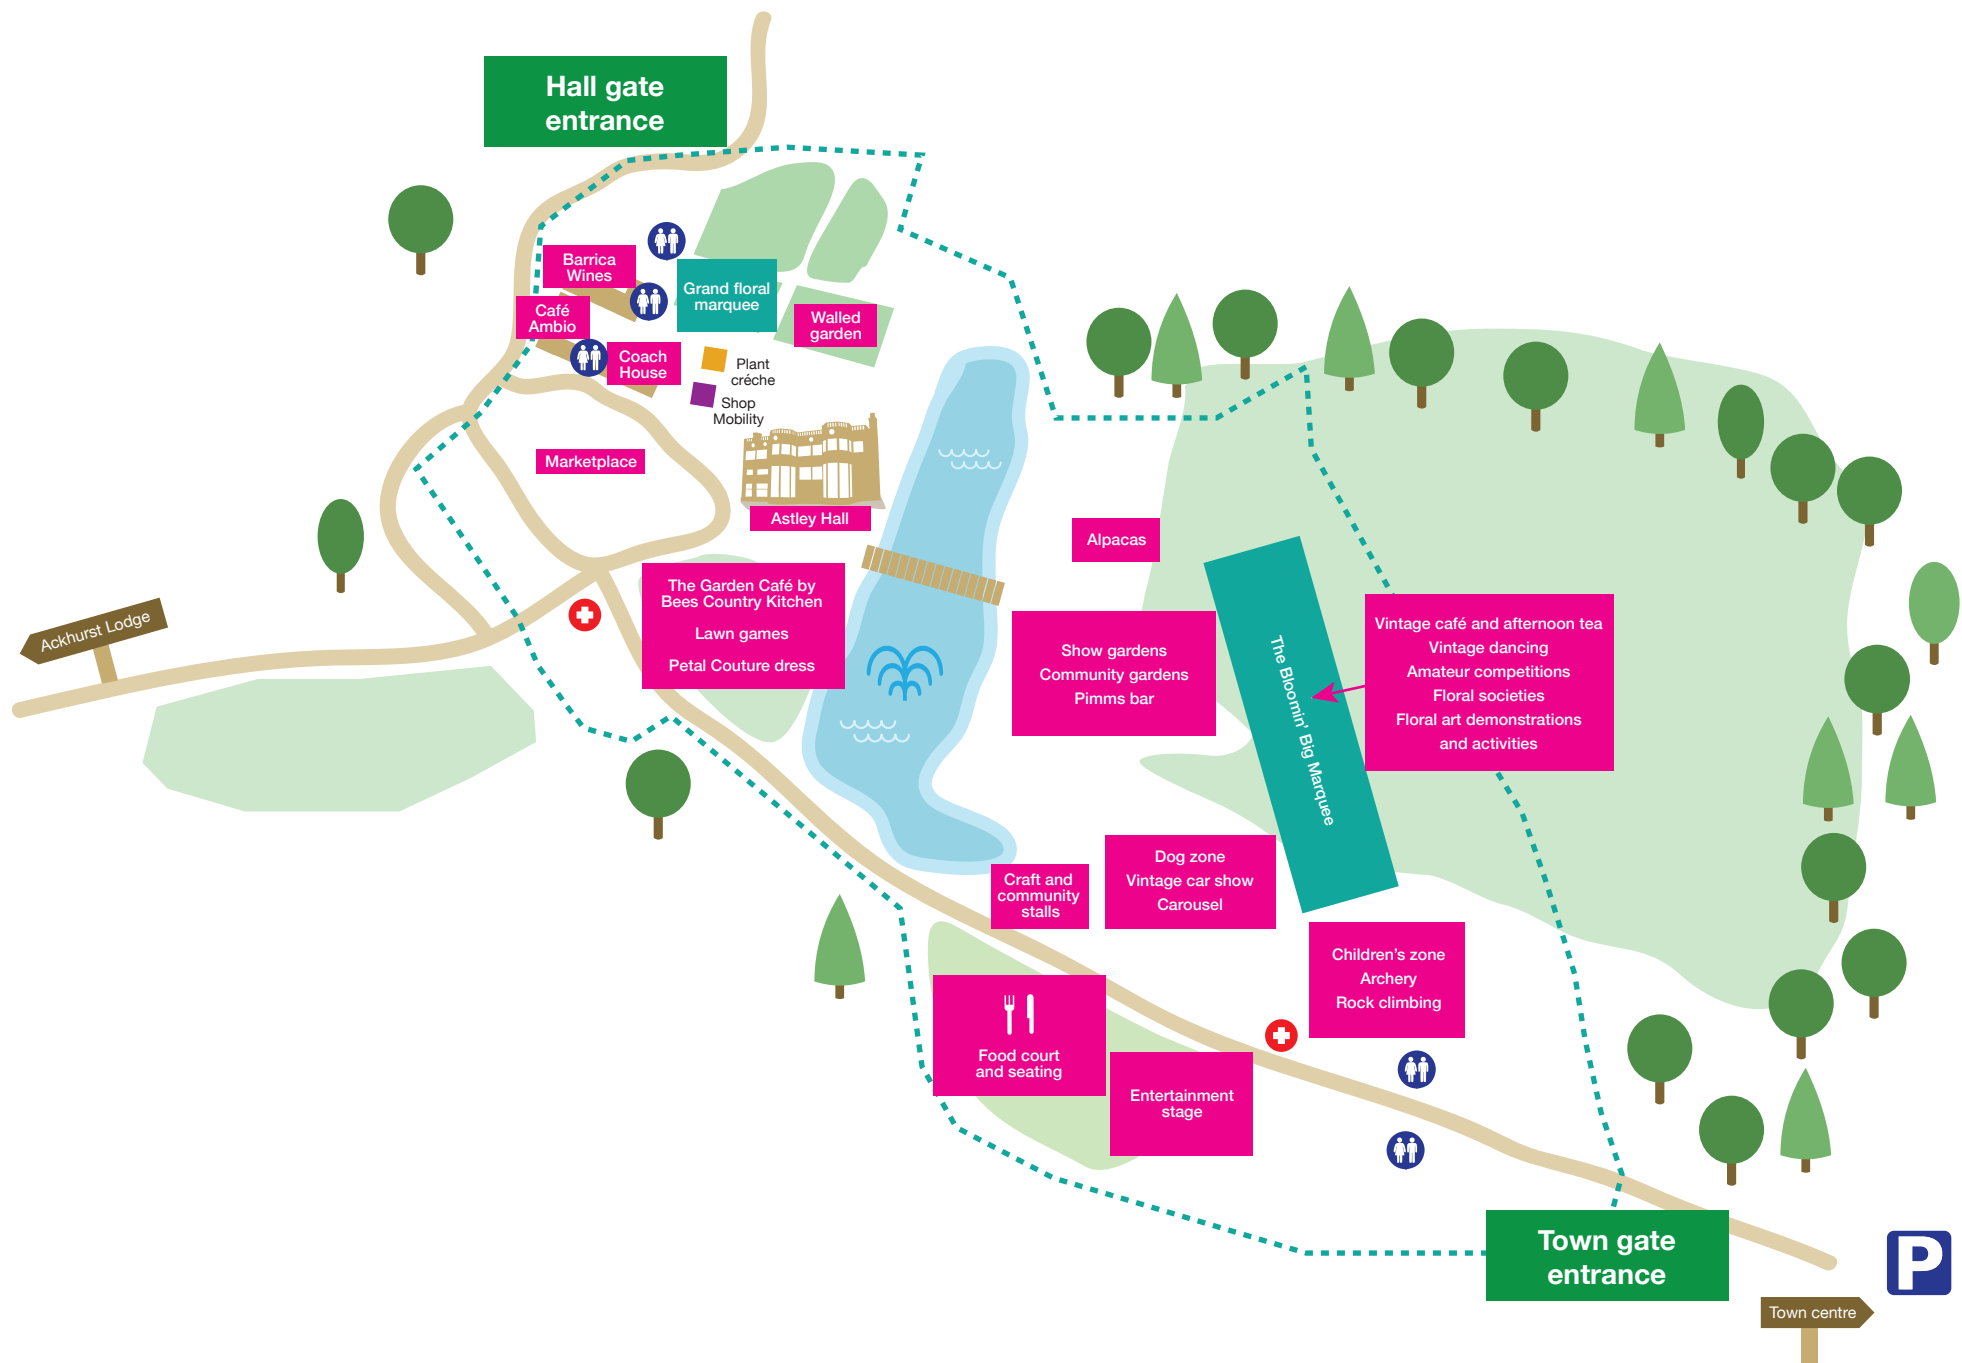 Hall gate
entrance
Barrica
Wines
Grand floral
marquee
Café
Ambio
Walled
garden
Coach
House
Plant
créche
Shop
Mobility
Marketplace
Astley Hall
Alpacas
The Garden Café by
Bees Country Kitchen
Lawn games
Petal Couture dress
Ackhurst Lodge
Show gardens
Community gardens
Pimms bar
The Bloomin' Big Marquee
Vintage café and afternoon tea
Vintage dancing
Amateur competitions
Floral societies
Floral art demonstrations
and activities
Dog zone
Vintage car show
Carousel
Craft and
community
stalls
Children's zone
Archery
Rock climbing
Food court
and seating
Entertainment
stage
Town gate
entrance
P
Town centre